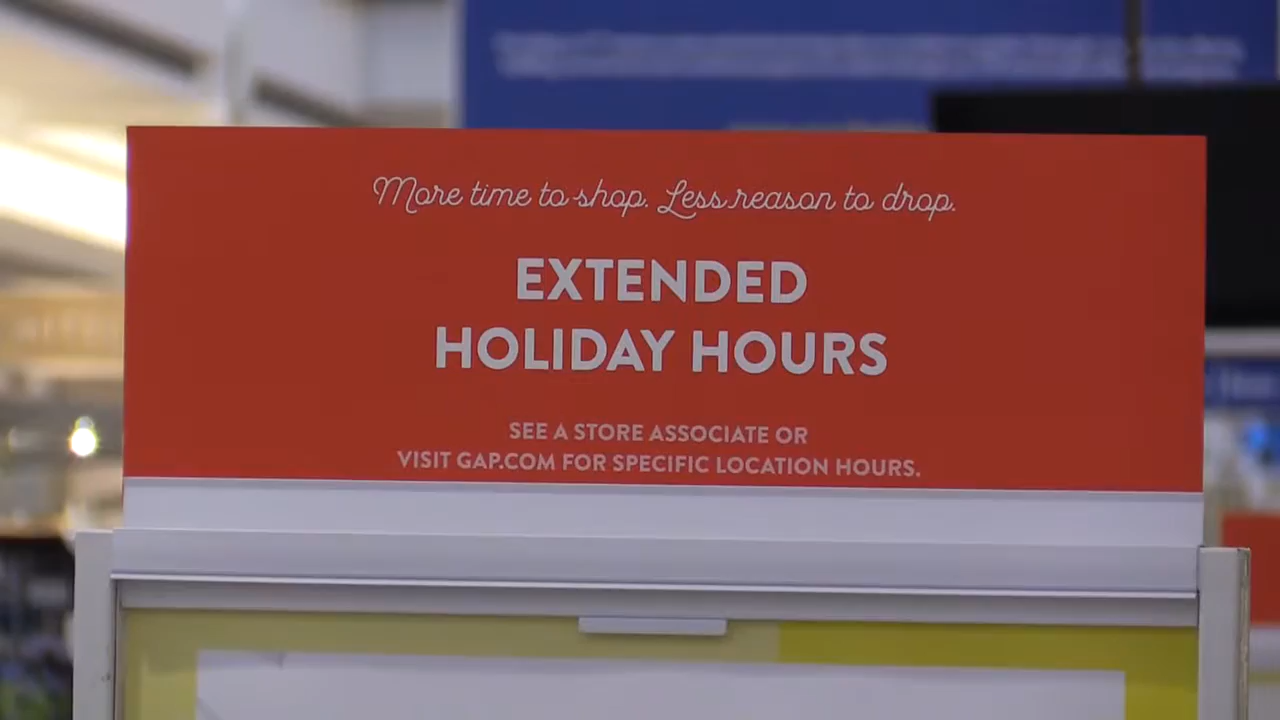 More time to shop. Less reason to drop.
EXTENDED
HOLIDAY HOURS
SEE A STORE ASSOCIATE OR
VISIT GAP.COM FOR SPECIFIC LOCATION HOURS.